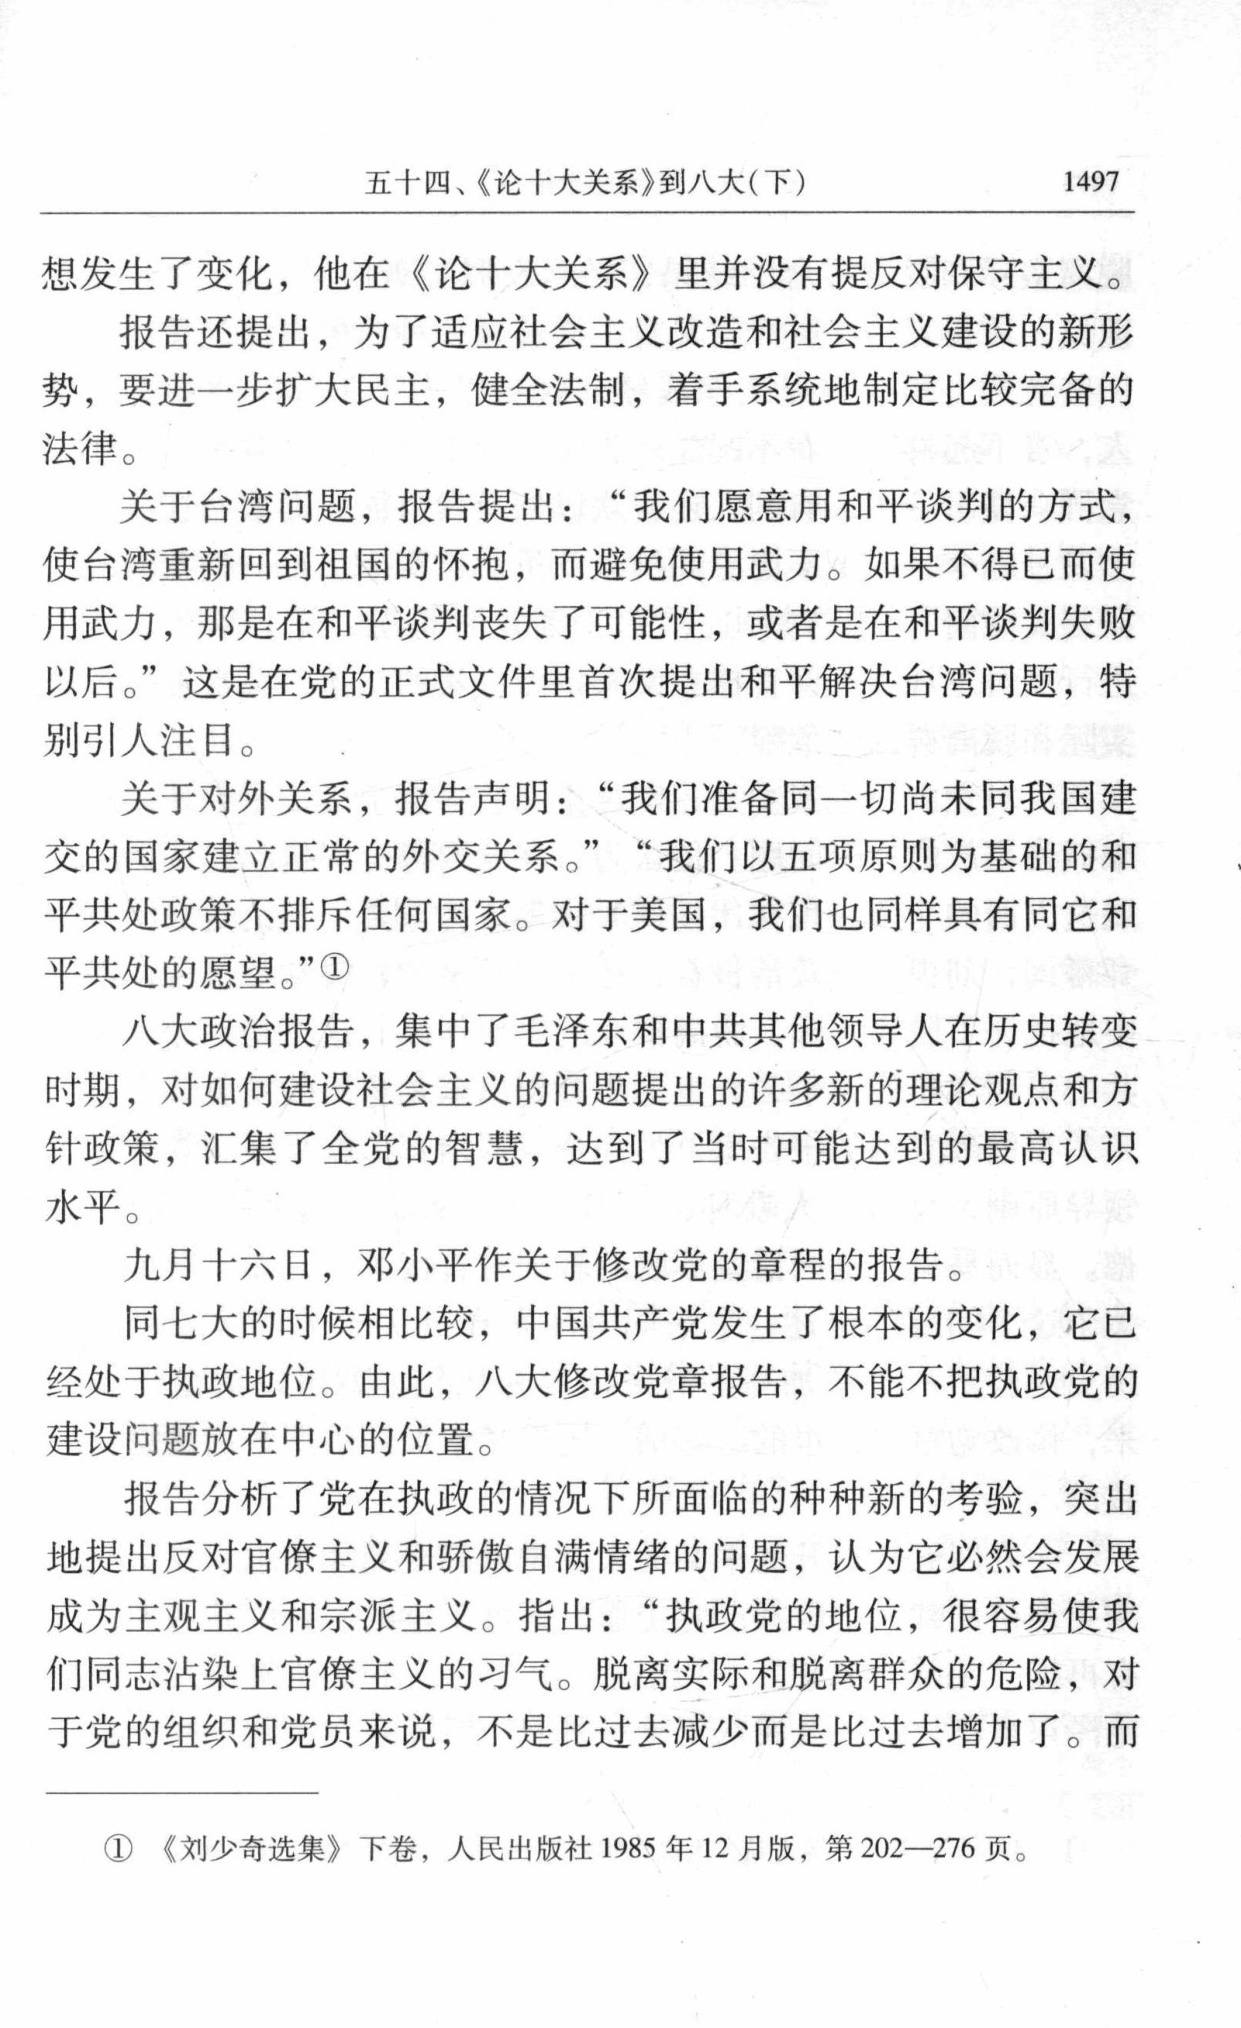 五十四、《论十大关系》到八大（下） 1497
想发生了变化，他在《论十大关系》里并没有提反对保守主义。
报告还提出，为了适应社会主义改造和社会主义建设的新形
势，要进一步扩大民主，健全法制，着手系统地制定比较完备的
法律。
关于台湾问题，报告提出：“我们愿意用和平谈判的方式，
使台湾重新回到祖国的怀抱，而避免使用武力。如果不得已而使
用武力，那是在和平谈判丧失了可能性，或者是在和平谈判失败
以后。”这是在党的正式文件里首次提出和平解决台湾问题，特
别引人注目。
关于对外关系，报告声明：“我们准备同一切尚未同我国建
交的国家建立正常的外交关系。”“我们以五项原则为基础的和
平共处政策不排斥任何国家。对于美国，我们也同样具有同它和
平共处的愿望。”①
八大政治报告，集中了毛泽东和中共其他领导人在历史转变
时期，对如何建设社会主义的问题提出的许多新的理论观点和方
针政策，汇集了全党的智慧，达到了当时可能达到的最高认识
水平。
九月十六日，邓小平作关于修改党的章程的报告。
同七大的时候相比较，中国共产党发生了根本的变化，它已
经处于执政地位。由此，八大修改党章报告，不能不把执政党的
建设问题放在中心的位置。
报告分析了党在执政的情况下所面临的种种新的考验，突出
地提出反对官僚主义和骄傲自满情绪的问题，认为它必然会发展
成为主观主义和宗派主义。指出：“执政党的地位，很容易使我
们同志沾染上官僚主义的习气。脱离实际和脱离群众的危险，对
于党的组织和党员来说，不是比过去减少而是比过去增加了。而
① 《刘少奇选集》下卷，人民出版社1985年12月版，第202—276页。